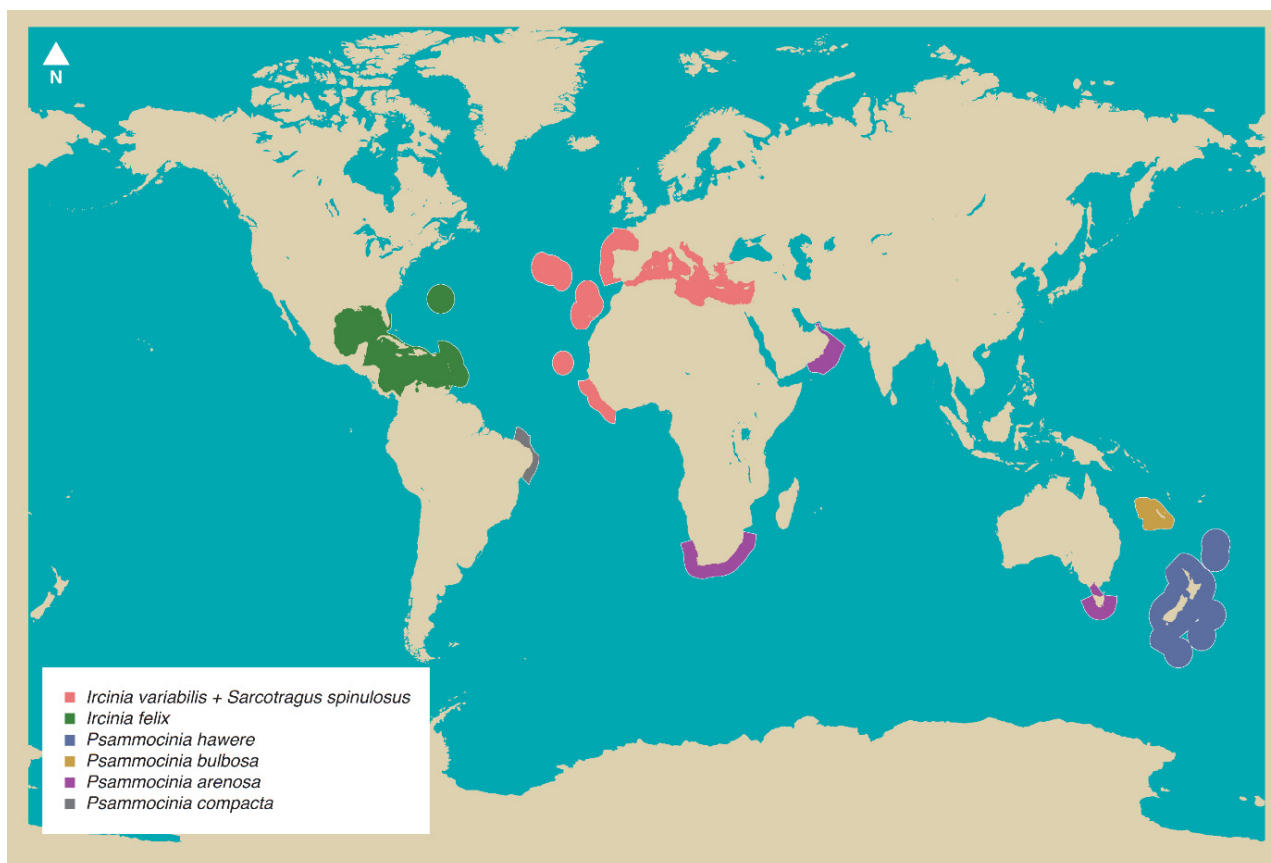 N
Ircinia variabilis + Sarcotragus spinulosus
Ircinia felix
Psammocinia hawere
Psammocinia bulbosa
Psammocinia arenosa
Psammocinia compacta